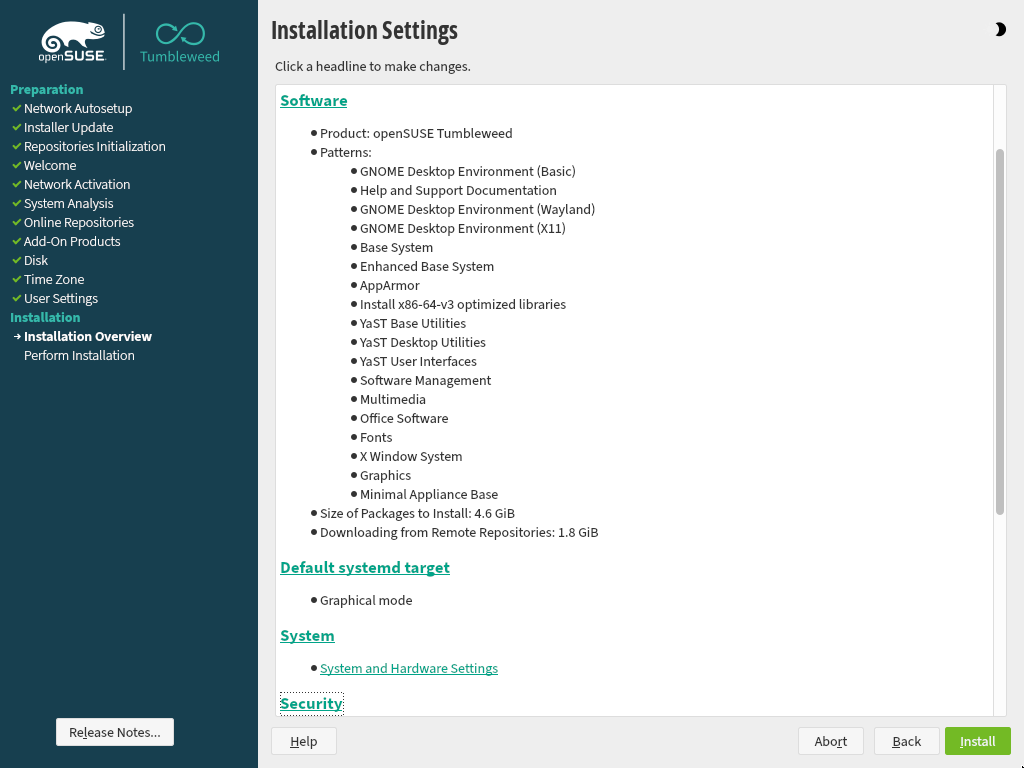 openSUSE
Tumbleweed
Preparation
Network Autosetup
Installer Update
Repositories Initialization
Welcome
Network Activation
System Analysis
Online Repositories
Add-On Products
Disk
Time Zone
User Settings
Installation
Installation Overview
Perform Installation
Release Notes...
Installation Settings
Click a headline to make changes.
Software
Product: openSUSE Tumbleweed
Patterns:
GNOME Desktop Environment (Basic)
Help and Support Documentation
GNOME Desktop Environment (Wayland)
GNOME Desktop Environment (X11)
Base System
Enhanced Base System
AppArmor
Install x86-64-v3 optimized libraries
YaST Base Utilities
YaST Desktop Utilities
YaST User Interfaces
Software Management
Multimedia
Office Software
Fonts
X Window System
Graphics
Minimal Appliance Base
Size of Packages to Install: 4.6 GiB
Downloading from Remote Repositories: 1.8 GiB
Default systemd target
Graphical mode
System
System and Hardware Settings
Security
Help
Abort
Back
Install